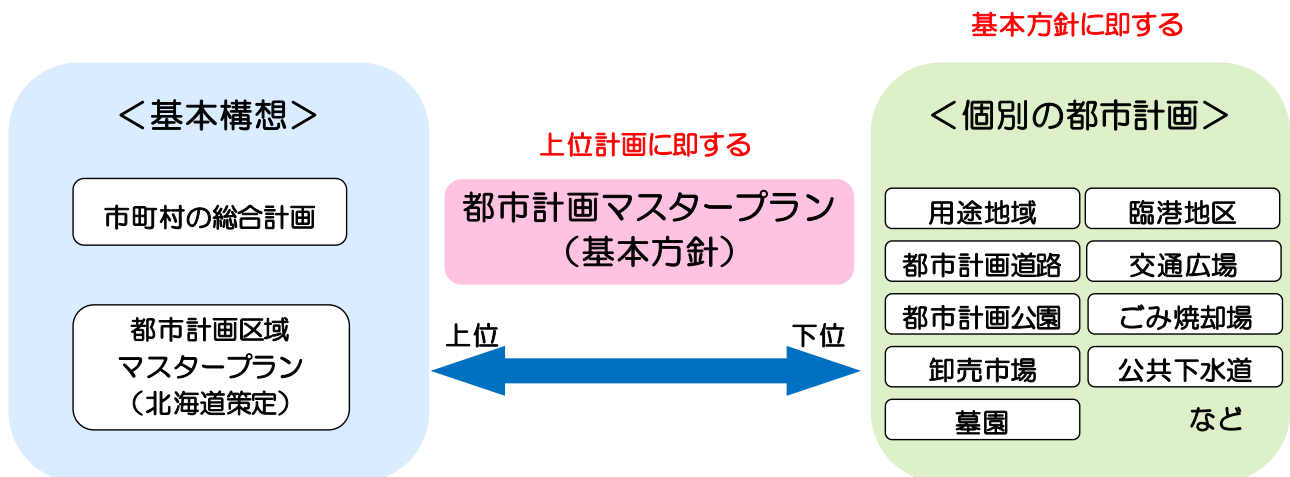 基本方針に即する
＜基本構想＞
市町村の総合計画
都市計画区域
マスタープラン
（北海道策定）
上位計画に即する
都市計画マスタープラン
（基本方針）
上位
下位
＜個別の都市計画＞
用途地域
臨港地区
都市計画道路
交通広場
都市計画公園
ごみ焼却場
卸売市場
公共下水道
墓園
など